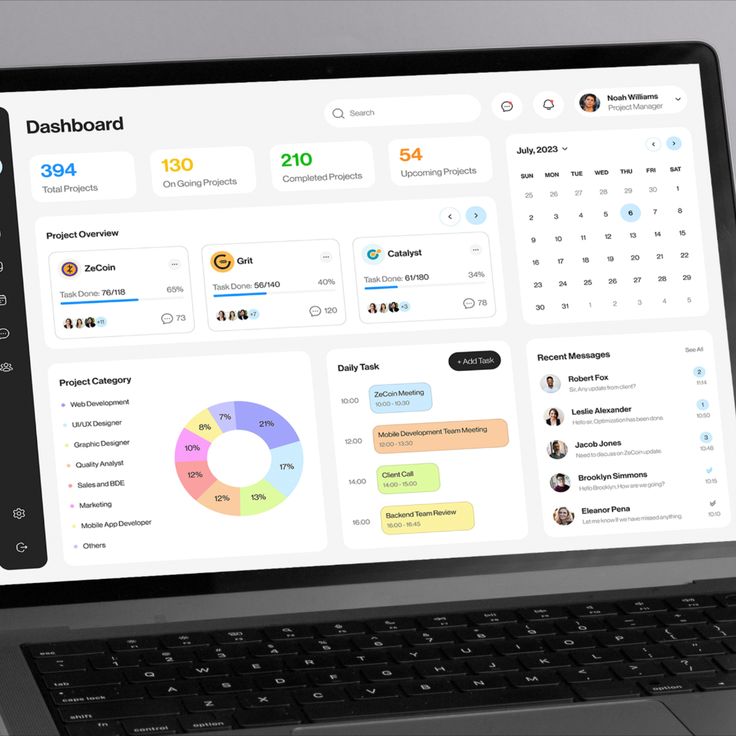 Dashboard
Search
Noah Williams
Project Manager
394
Total Projects
130
On Going Projects
210
Completed Projects
54
Upcoming Projects
Project Overview
ZeCoin
Task Done: 76/118
65%
+11
73
Grit
Task Done: 56/140
40%
+7
120
Catalyst
Task Done: 61/180
34%
+3
78
July, 2023
SUN MON TUE WED THU FRI SAT
25 26 27 28 29 30 1
2 3 4 5 6 7 8
9 10 11 12 13 14 15
16 17 18 19 20 21 22
23 24 25 26 27 28 29
30 31 1 2 3 4 5
Project Category
Web Development
UI/UX Designer
Graphic Designer
Quality Analyst
Sales and BDE
Marketing
Mobile App Developer
Others
21%
17%
13%
12%
12%
10%
8%
7%
Daily Task
+ Add Task
10:00
ZeCoin Meeting
10:00 - 10:30
12:00
Mobile Development Team Meeting
12:00 - 13:30
14:00
Client Call
14:00 - 15:00
16:00
Backend Team Review
16:00 - 16:45
Recent Messages
See All
Robert Fox
Sir, Any update from client?
2
11:14
Leslie Alexander
Hello sir, Optimization has been done.
1
10:50
Jacob Jones
Need to discuss on ZeCoin update.
3
10:48
Brooklyn Simmons
Hello Brooklyn, How are we going?
10:15
Eleanor Pena
Let me know if we have missed anything.
10:10
esc
tab
Q W E R T Y U I O P
caps lock
A S D F G H J K L
shift
Z X C V B N M
fn control option
option